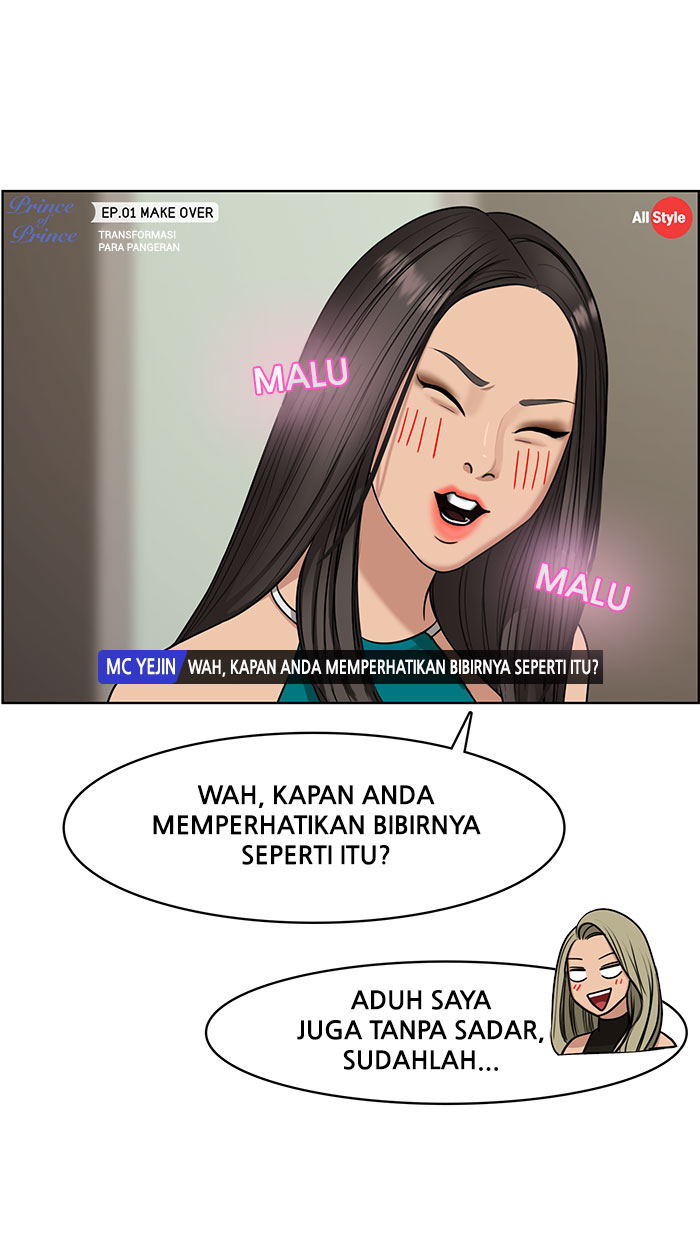 Prince
of
Prince
EP.01 MAKE OVER
TRANSFORMASI
PARA PANGERAN
All Style
MALU
MALU
MC YEJIN WAH, KAPAN ANDA MEMPERHATIKAN BIBIRNYA SEPERTI ITU?
WAH, KAPAN ANDA
MEMPERHATIKAN BIBIRNYA
SEPERTI ITU?
ADUH SAYA
JUGA TANPA SADAR,
SUDAHLAH...